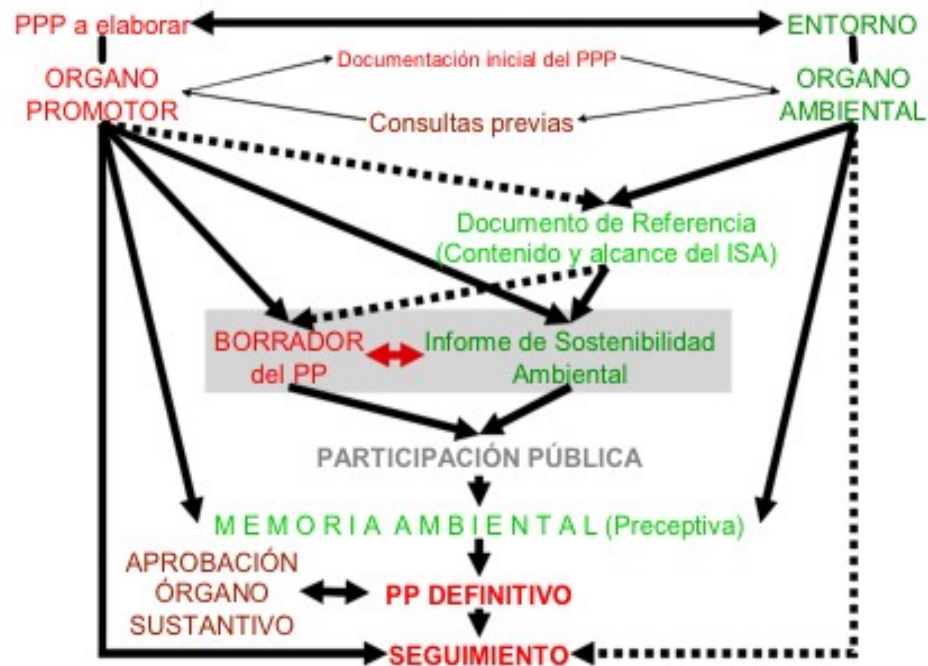 PPP a elaborar
ENTORNO
Documentación inicial del PPP
ORGANO
PROMOTOR
ORGANO
AMBIENTAL
Consultas previas
Documento de Referencia
(Contenido y alcance del ISA)
BORRADOR
del PP
Informe de Sostenibilidad
Ambiental
PARTICIPACIÓN PÚBLICA
M E M O R I A A M B I E N T A L (Preceptiva)
APROBACIÓN
ÓRGANO
SUSTANTIVO
PP DEFINITIVO
SEGUIMIENTO